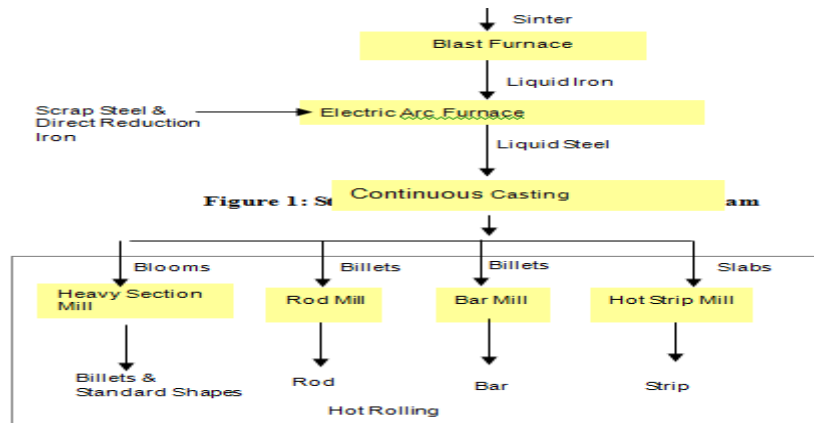 Sinter
Blast Furnace
Liquid Iron
Scrap Steel &
Direct Reduction
Iron
Electric Arc Furnace
Liquid Steel
Continuous Casting
Figure 1: St am
Blooms
Billets
Billets
Slabs
Heavy Section
Mill
Rod Mill
Bar Mill
Hot Strip Mill
Billets &
Standard Shapes
Rod
Bar
Strip
Hot Rolling